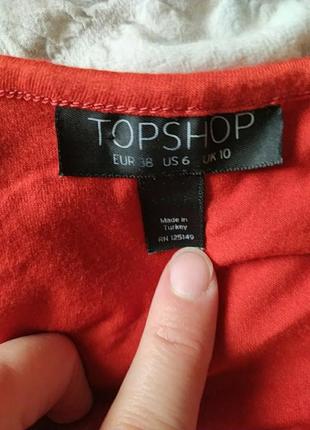 TOPSHOP
EUR 38 US 6 UK 10
Made in
Turkey
RN 125149